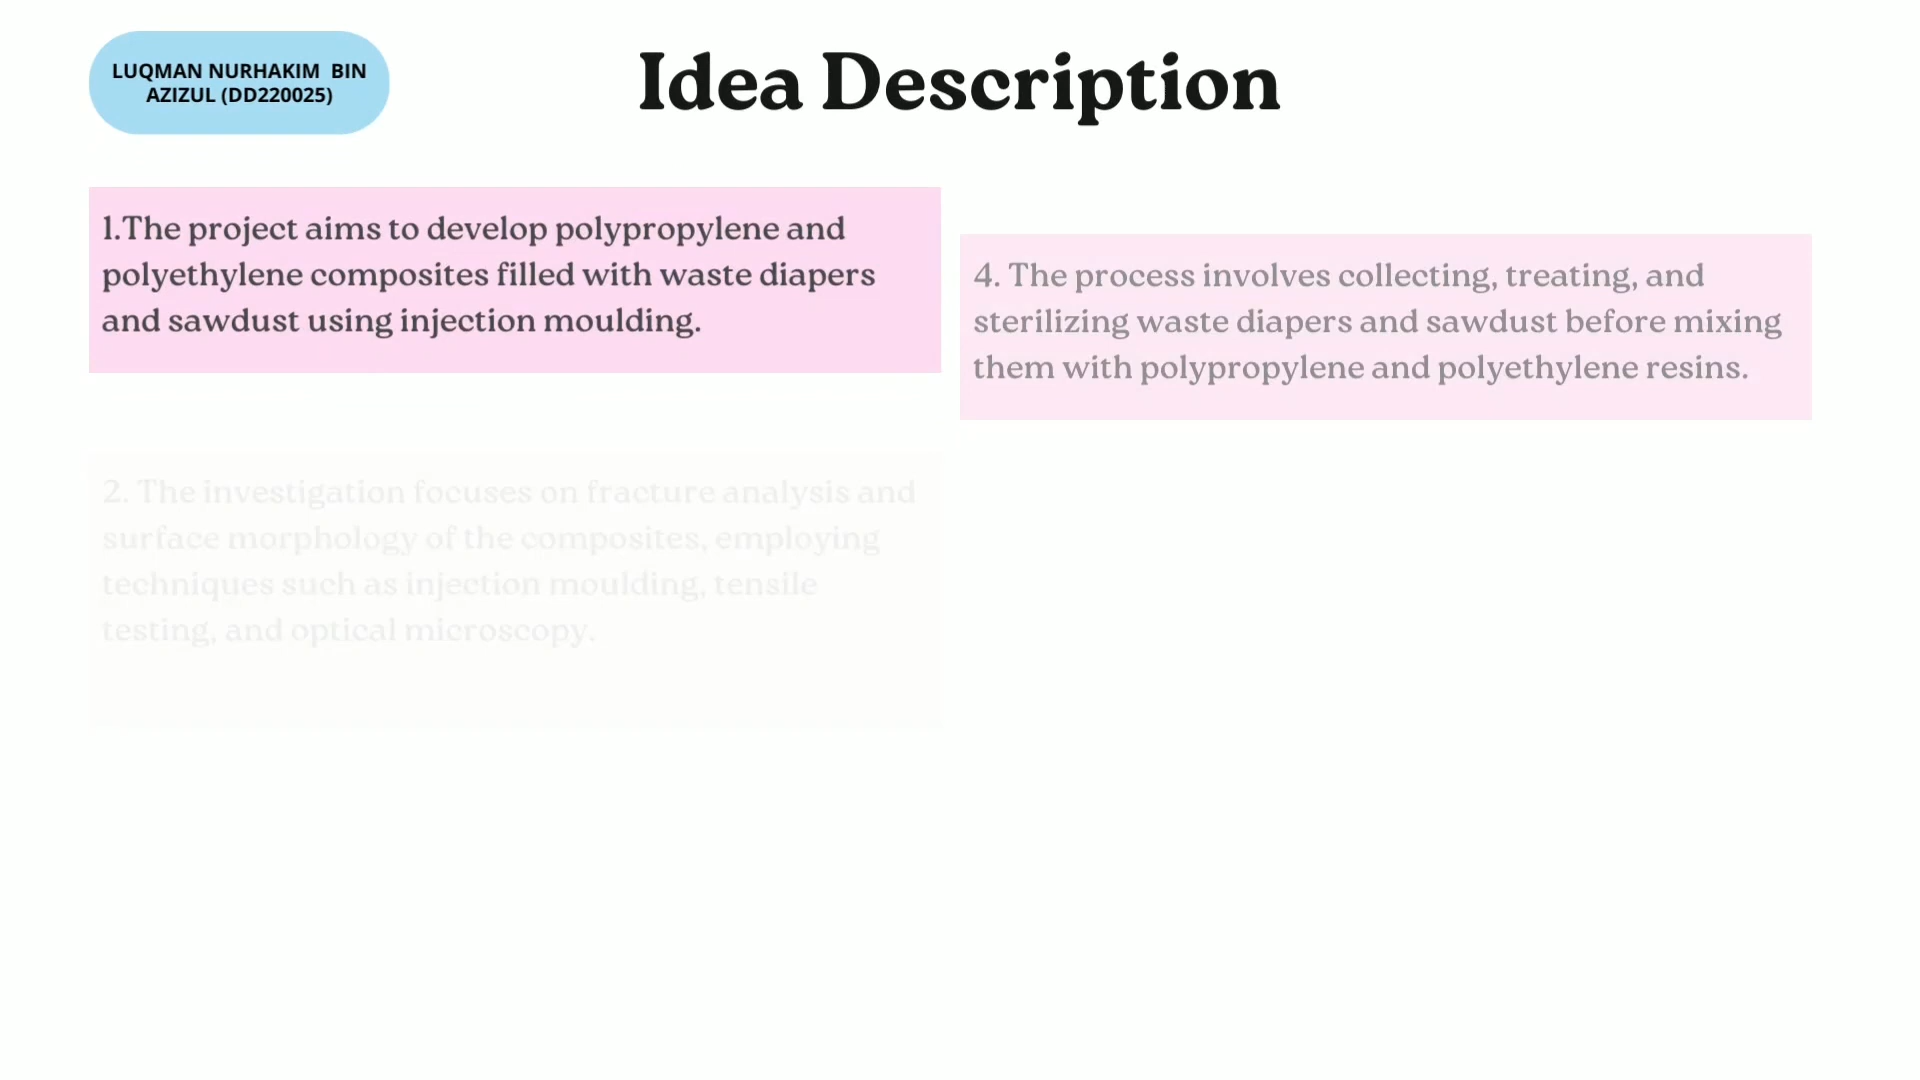 LUQMAN NURHAKIM BIN
AZIZUL (DD220025)
Idea Description
1.The project aims to develop polypropylene and
polyethylene composites filled with waste diapers
and sawdust using injection moulding.
2. The investigation focuses on fracture analysis and
surface morphology of the composites, employing
techniques such as injection moulding, tensile
testing, and optical microscopy.
4. The process involves collecting, treating, and
sterilizing waste diapers and sawdust before mixing
them with polypropylene and polyethylene resins.